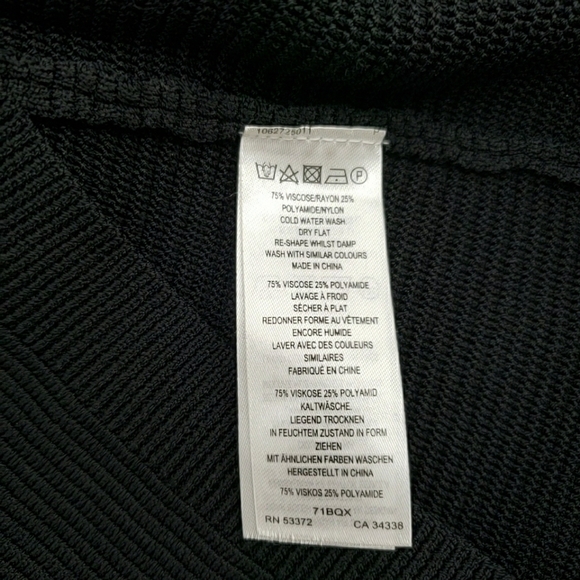 1082725011
P
75% VISCOSE/RAYON 25%
POLYAMIDE/NYLON
COLD WATER WASH
DRY FLAT
RE-SHAPE WHILST DAMP
WASH WITH SIMILAR COLOURS
MADE IN CHINA
75% VISCOSE 25% POLYAMIDE
LAVAGE À FROID
SÉCHER À PLAT
REDONNER FORME AU VÊTEMENT
ENCORE HUMIDE
LAVER AVEC DES COULEURS
SIMILAIRES
FABRIQUÉ EN CHINE
75% VISKOSE 25% POLYAMID
KALTWÄSCHE.
LIEGEND TROCKNEN
IN FEUCHTEM ZUSTAND IN FORM
ZIEHEN
MIT ÄHNLICHEN FARBEN WASCHEN
HERGESTELLT IN CHINA
75% VISKOS 25% POLYAMIDE
71BQX
RN 53372 CA 34338